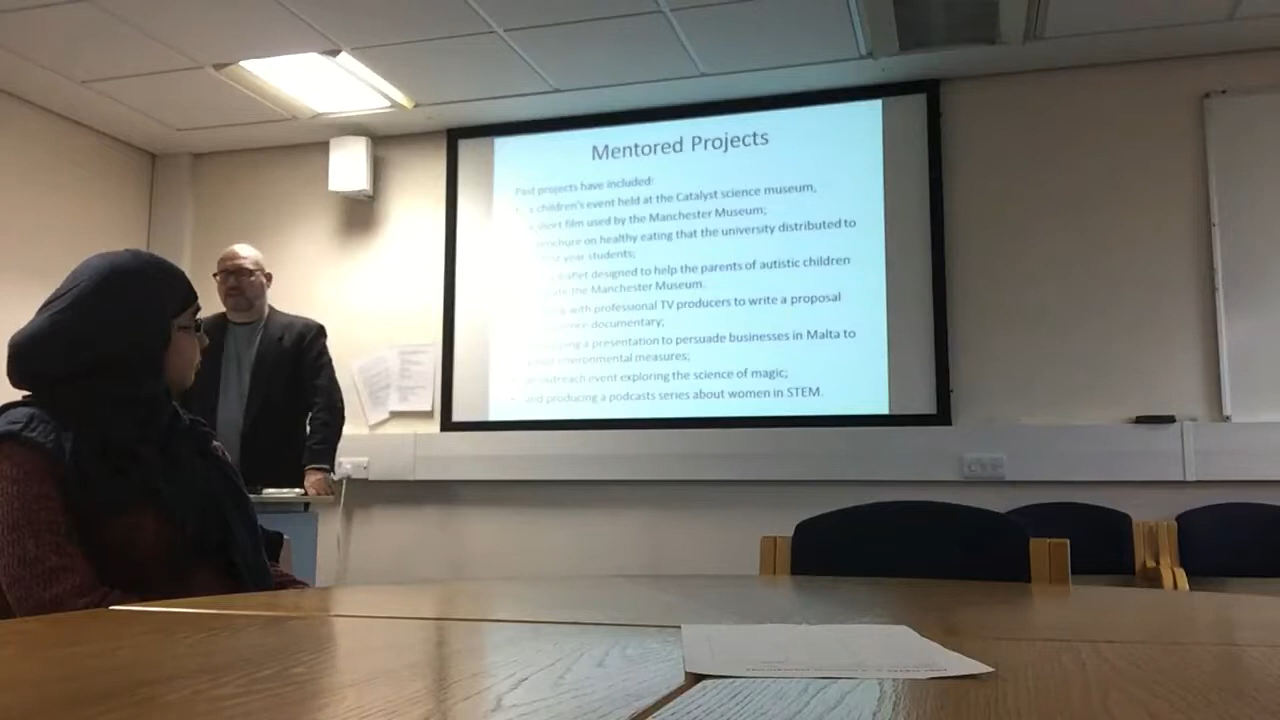 Mentored Projects
Past projects have included:
children's event held at the Catalyst science museum,
short film used by the Manchester Museum;
brochure on healthy eating that the university distributed to
year students;
leaflet designed to help the parents of autistic children
the Manchester Museum.
with professional TV producers to write a proposal
documentary;
a presentation to persuade businesses in Malta to
environmental measures;
outreach event exploring the science of magic;
and producing a podcasts series about women in STEM.